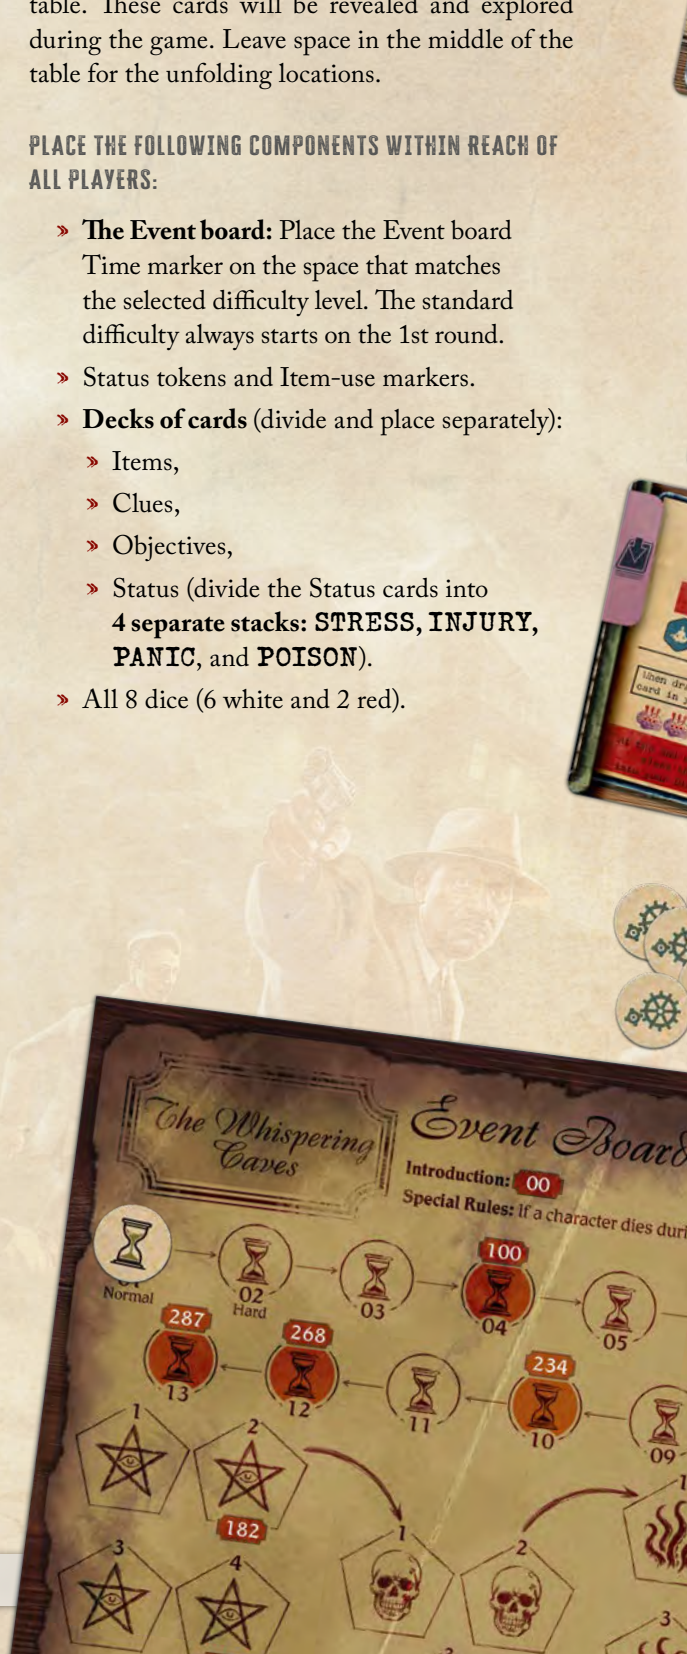 table. These cards will be revealed and explored
during the game. Leave space in the middle of the
table for the unfolding locations.
PLACE THE FOLLOWING COMPONENTS WITHIN REACH OF
ALL PLAYERS:
» The Event board: Place the Event board
Time marker on the space that matches
the selected difficulty level. The standard
difficulty always starts on the 1st round.
» Status tokens and Item-use markers.
» Decks of cards (divide and place separately):
» Items,
» Clues,
» Objectives,
» Status (divide the Status cards into
4 separate stacks: STRESS, INJURY,
PANIC, and POISON).
» All 8 dice (6 white and 2 red).
When
card in
The Whispering
Caves
Event Board
Introduction: 00
Special Rules: If a character dies
100
Normal
02
Hard
03
04
05
287
268
234
13
12
11
10
09
1
2
182
1
2
3
4
3